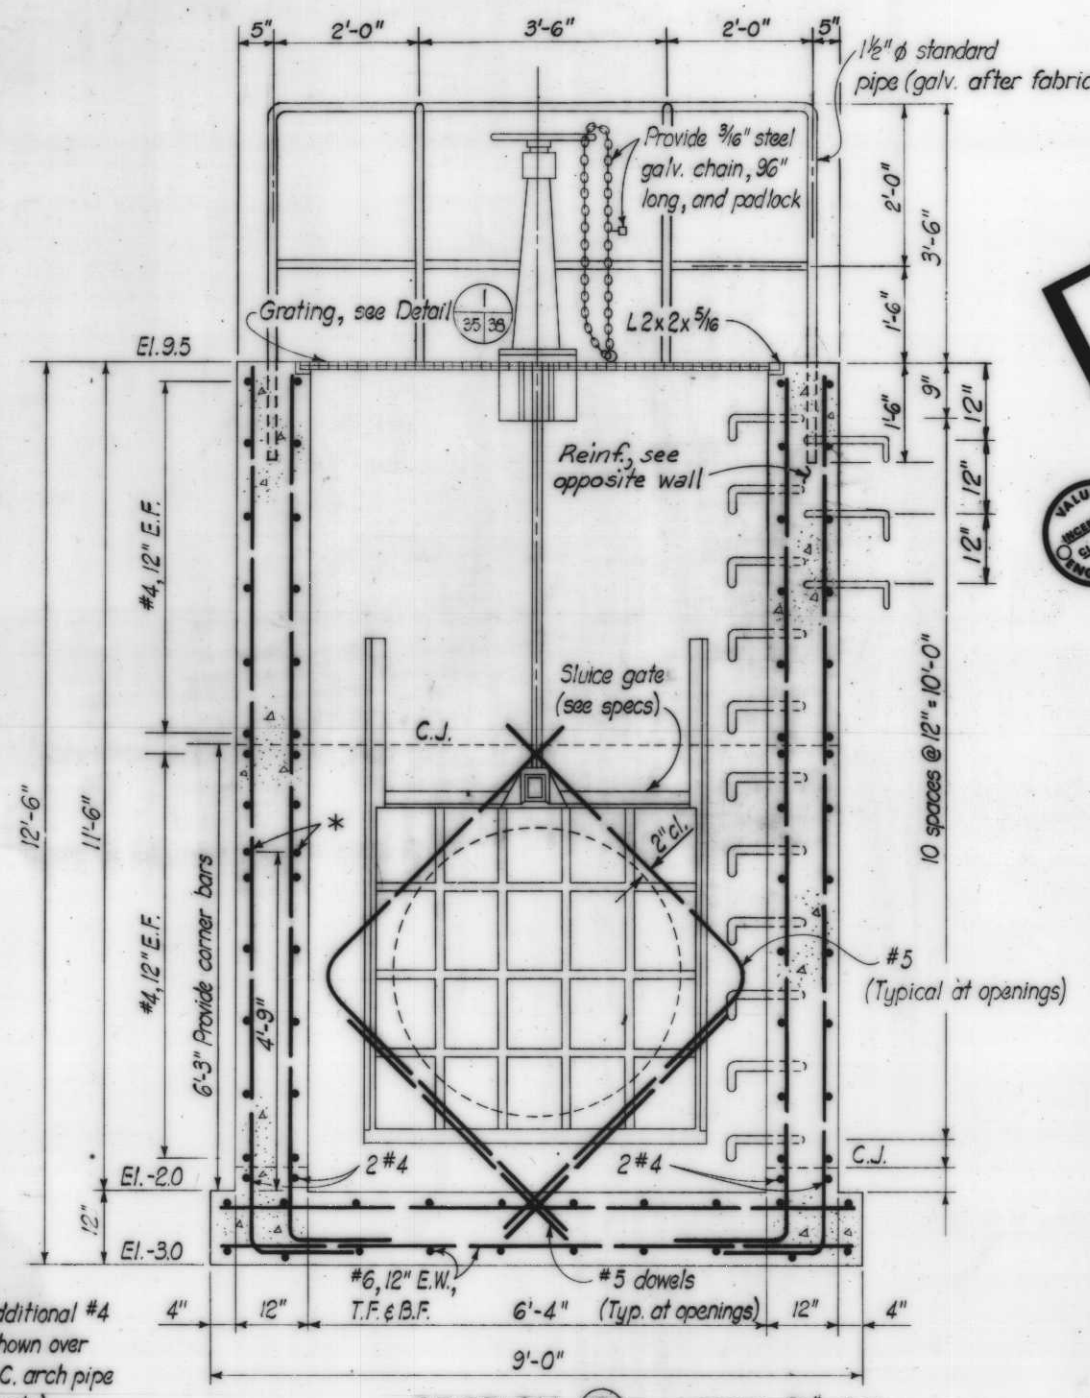 5"
2'-0"
3'-6"
2'-0"
5"
1½" ϕ standard
pipe (galv. after fabric
Provide 3/16" steel
galv. chain, 96"
long, and padlock
2'-0"
3'-6"
1'-6"
Grating, see Detail
1
35 38
L 2x2x 5/16
El. 9.5
9"
12"
1'-6"
Reinf., see
opposite wall
12"
12"
VALU
ENG
#4, 12" E.F.
Sluice gate
(see specs)
C.J.
10 spaces @ 12" = 10'-0"
12'-6"
11'-6"
*
2" cl.
#4, 12" E.F.
6'-3" Provide corner bars
4'-9"
#5
(Typical at openings)
2 #4
2 #4
C.J.
El. -2.0
12"
El. -3.0
#6, 12" E.W.,
T.F. & B.F.
#5 dowels
(Typ. at openings)
dditional #4
hown over
C. arch pipe
4"
12"
6'-4"
12"
4"
9'-0"